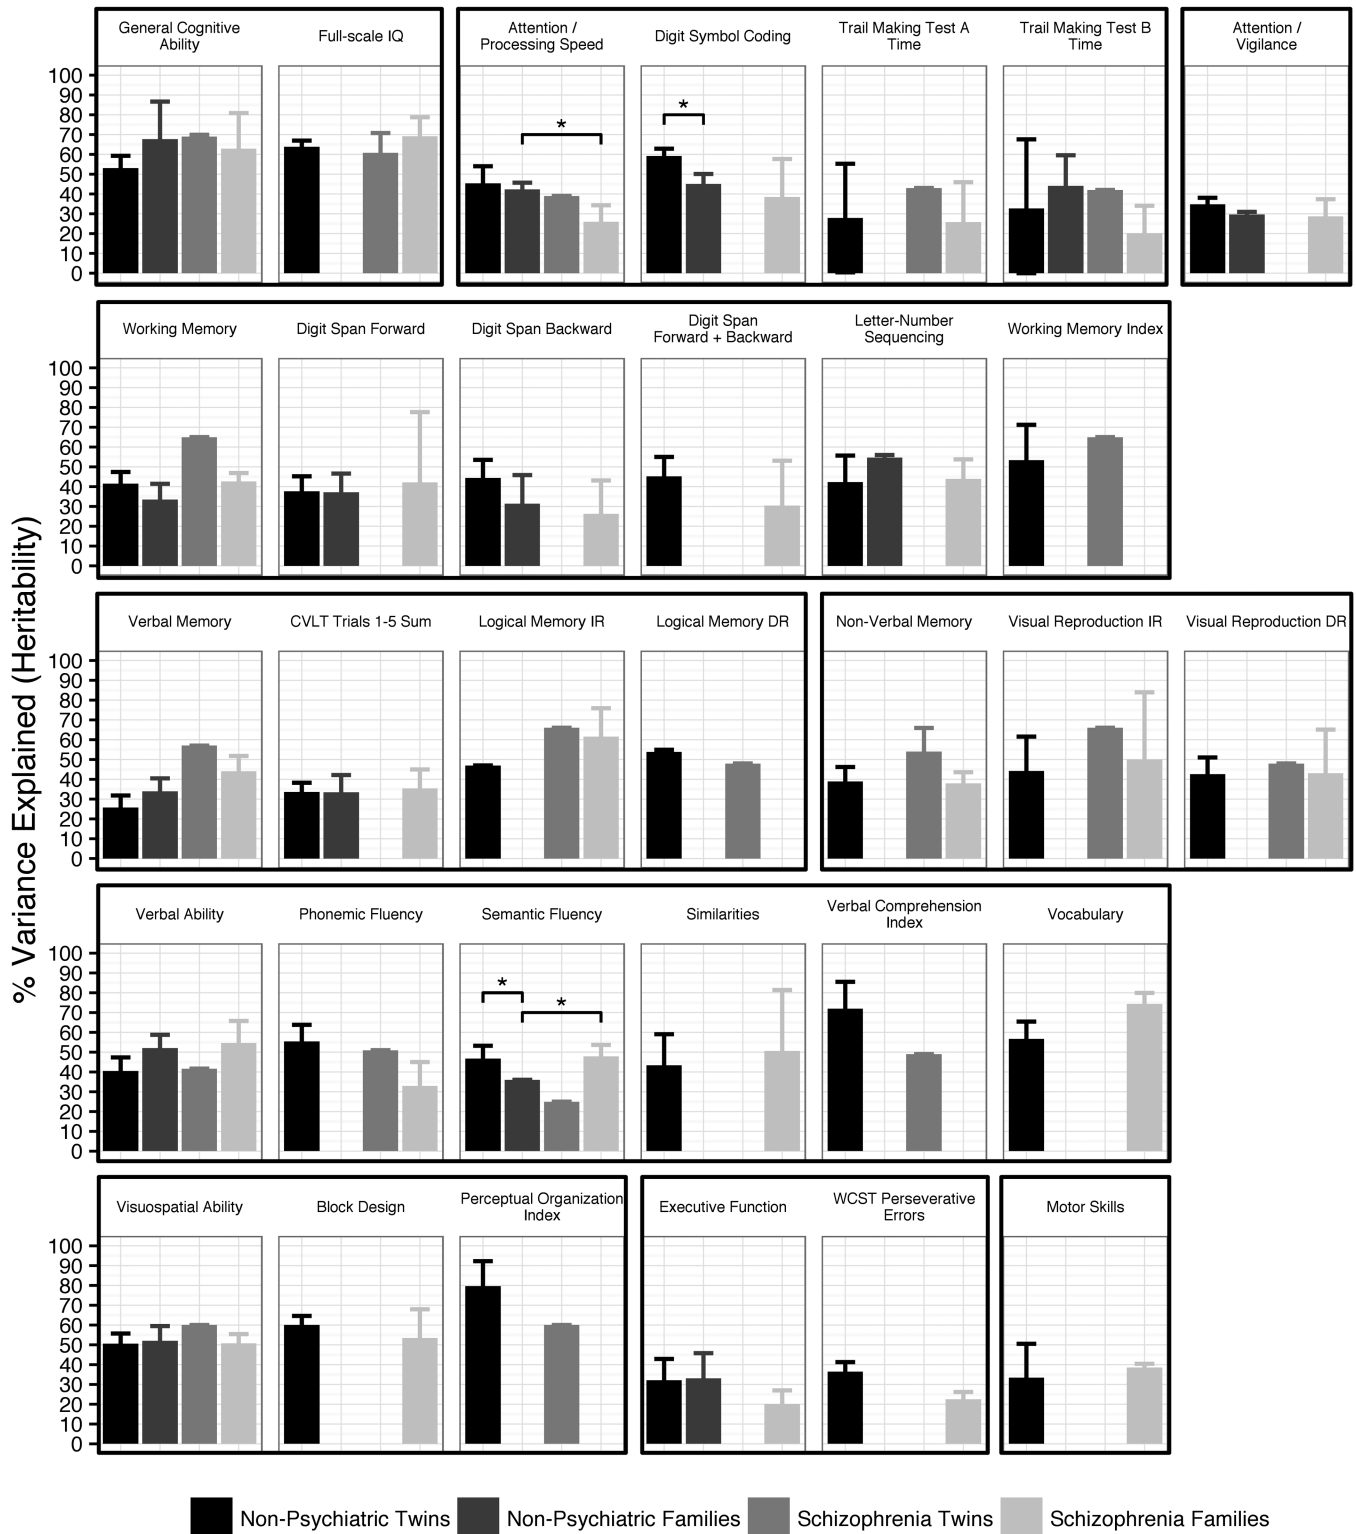 General Cognitive
Ability
Full-scale IQ
Attention /
Processing Speed
Digit Symbol Coding
Trail Making Test A
Time
Trail Making Test B
Time
Attention /
Vigilance
100
90
80
70
60
50
40
30
20
10
0
*
*
Working Memory
Digit Span Forward
Digit Span Backward
Digit Span
Forward + Backward
Letter-Number
Sequencing
Working Memory Index
100
90
80
70
60
50
40
30
20
10
0
% Variance Explained (Heritability)
Verbal Memory
CVLT Trials 1-5 Sum
Logical Memory IR
Logical Memory DR
Non-Verbal Memory
Visual Reproduction IR
Visual Reproduction DR
100
90
80
70
60
50
40
30
20
10
0
Verbal Ability
Phonemic Fluency
Semantic Fluency
Similarities
Verbal Comprehension
Index
Vocabulary
100
90
80
70
60
50
40
30
20
10
0
*
*
Visuospatial Ability
Block Design
Perceptual Organization
Index
Executive Function
WCST Perseverative
Errors
Motor Skills
100
90
80
70
60
50
40
30
20
10
0
Non-Psychiatric Twins
Non-Psychiatric Families
Schizophrenia Twins
Schizophrenia Families